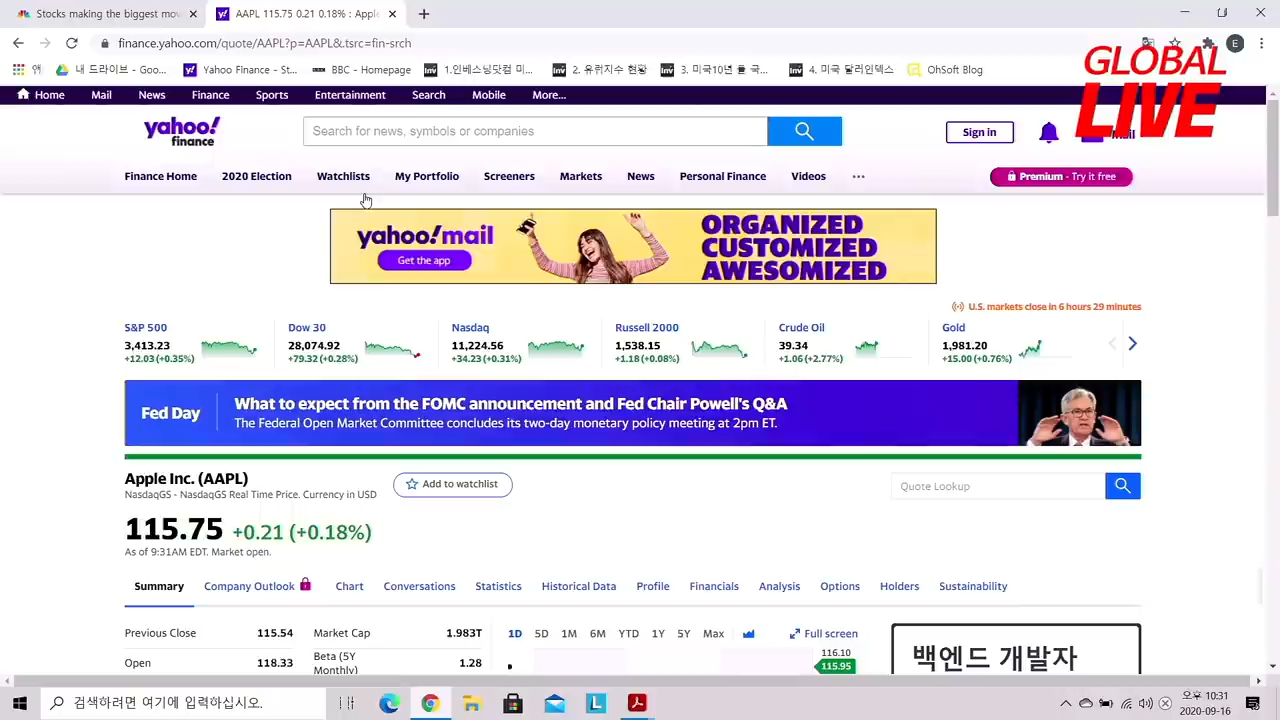 Stocks making the biggest mov
AAPL 115.75 0.21 0.18% : Apple
finance.yahoo.com/quote/AAPL?p=AAPL&.tsrc=fin-srch
E
앱
내 드라이브 - Goo...
Yahoo Finance - St...
BBC - Homepage
Inv 1.인베스닝닷컴 미...
Inv 2. 유뤼지수 현황
Inv 3. 미국10년 률 국...
Inv 4. 미국 달러인덱스
OhSoft Blog
GLOBAL
LIVE
Home Mail News Finance Sports Entertainment Search Mobile More...
yahoo!
finance
Search for news, symbols or companies
Sign in
Mail
Finance Home 2020 Election Watchlists My Portfolio Screeners Markets News Personal Finance Videos
Premium - Try it free
yahoo!mail
Get the app
ORGANIZED
CUSTOMIZED
AWESOMIZED
U.S. markets close in 6 hours 29 minutes
S&P 500 Dow 30 Nasdaq Russell 2000 Crude Oil Gold
3,413.23 28,074.92 11,224.56 1,538.15 39.34 1,981.20
+12.03 (+0.35%) +79.32 (+0.28%) +34.23 (+0.31%) +1.18 (+0.08%) +1.06 (+2.77%) +15.00 (+0.76%)
Fed Day
What to expect from the FOMC announcement and Fed Chair Powell's Q&A
The Federal Open Market Committee concludes its two-day monetary policy meeting at 2pm ET.
Apple Inc. (AAPL)
Add to watchlist
Quote Lookup
NasdaqGS - NasdaqGS Real Time Price. Currency in USD
115.75 +0.21 (+0.18%)
As of 9:31AM EDT. Market open.
Summary Company Outlook Chart Conversations Statistics Historical Data Profile Financials Analysis Options Holders Sustainability
Previous Close 115.54 Market Cap 1.983T
1D 5D 1M 6M YTD 1Y 5Y Max
Full screen
Open 118.33 Beta (5Y Monthly) 1.28
116.10
115.95
백엔드 개발자
검색하려면 여기에 입력하십시오.
오후 10:31
2020-09-16